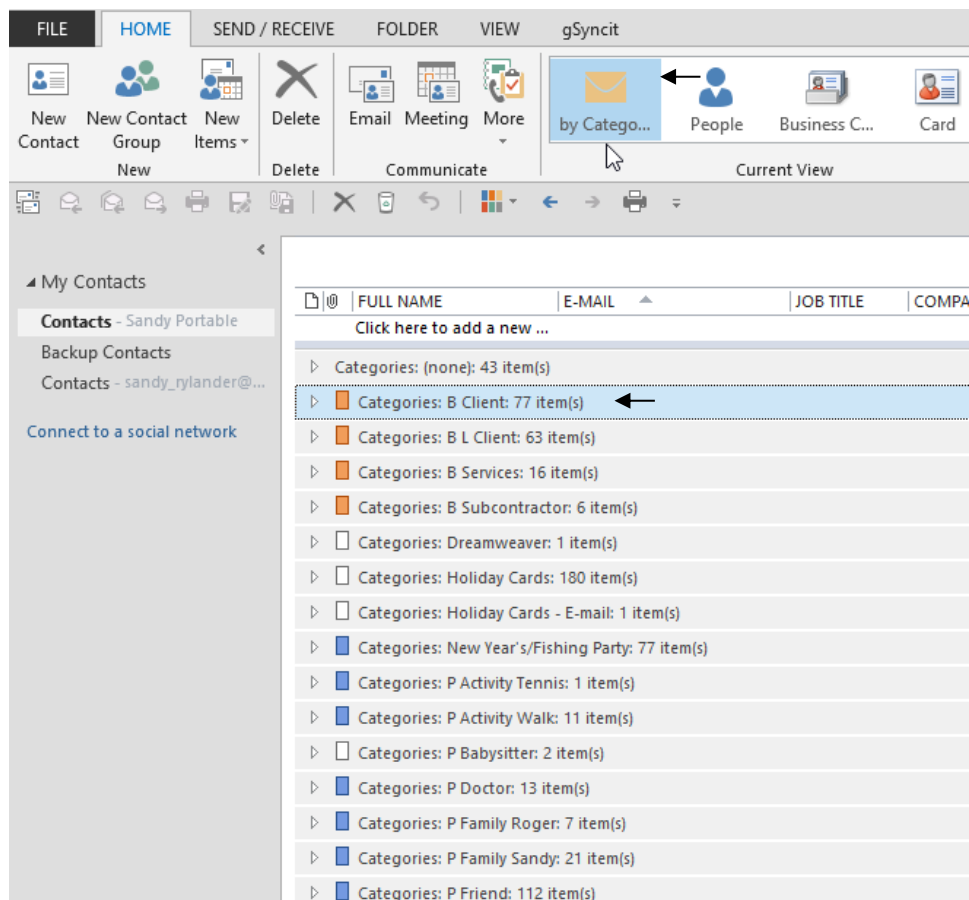 FILE HOME SEND / RECEIVE FOLDER VIEW gSyncit
New Contact New Contact Group New Items Delete Email Meeting More by Catego... People Business C... Card
New Delete Communicate Current View
My Contacts
Contacts - Sandy Portable
Backup Contacts
Contacts - sandy_rylander@...
Connect to a social network
FULL NAME E-MAIL JOB TITLE COMPA
Click here to add a new ...
Categories: (none): 43 item(s)
Categories: B Client: 77 item(s)
Categories: B L Client: 63 item(s)
Categories: B Services: 16 item(s)
Categories: B Subcontractor: 6 item(s)
Categories: Dreamweaver: 1 item(s)
Categories: Holiday Cards: 180 item(s)
Categories: Holiday Cards - E-mail: 1 item(s)
Categories: New Year's/Fishing Party: 77 item(s)
Categories: P Activity Tennis: 1 item(s)
Categories: P Activity Walk: 11 item(s)
Categories: P Babysitter: 2 item(s)
Categories: P Doctor: 13 item(s)
Categories: P Family Roger: 7 item(s)
Categories: P Family Sandy: 21 item(s)
Categories: P Friend: 112 item(s)